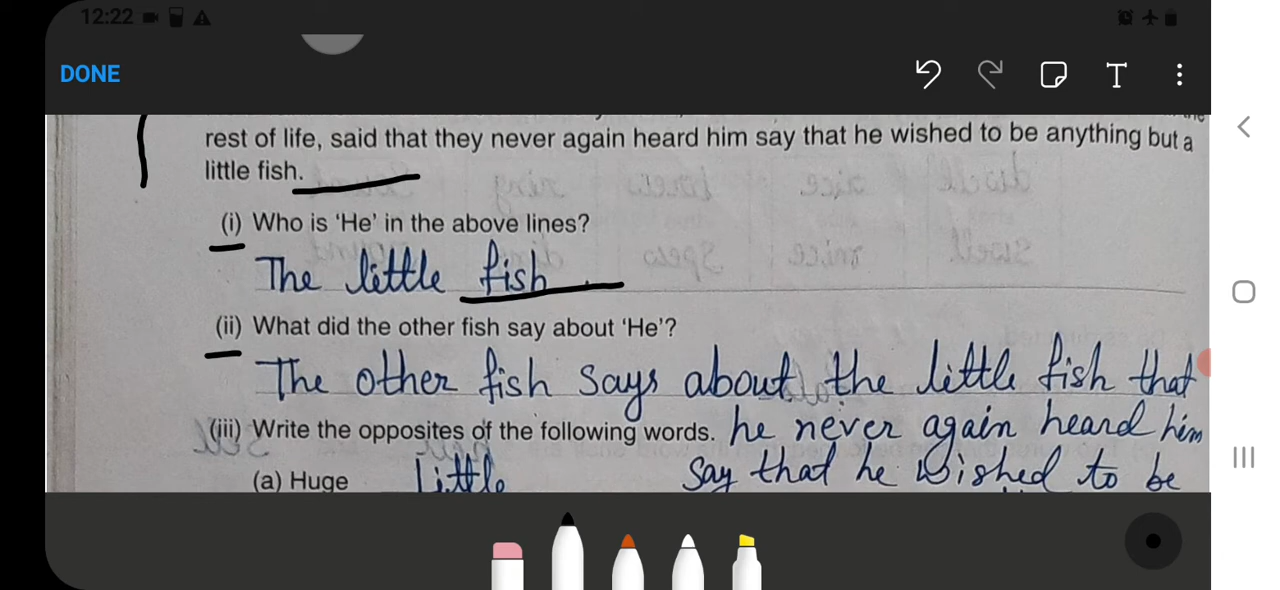 12:22
DONE
T
rest of life, said that they never again heard him say that he wished to be anything but a
little fish.
(i) Who is ‘He’ in the above lines?
The little fish
(ii) What did the other fish say about ‘He’?
The other fish says about the little fish that
(iii) Write the opposites of the following words. he never again heard him
(a) Huge Little say that he wished to be